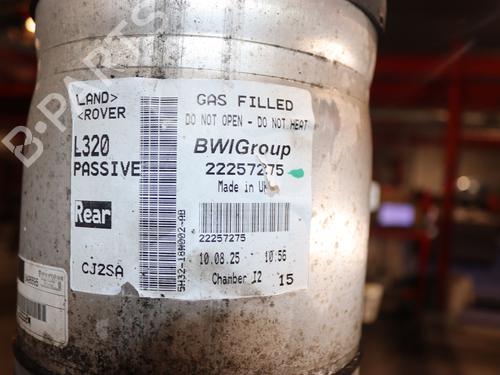 LAND>
<ROVER
L320
PASSIVE
Rear
CJ2SA
GAS FILLED
DO NOT OPEN - DO NOT HEAT
BWIGroup
22257275
Made in UK
22257275
10.08.25 10:56
Chamber 12 15
B-PARTS